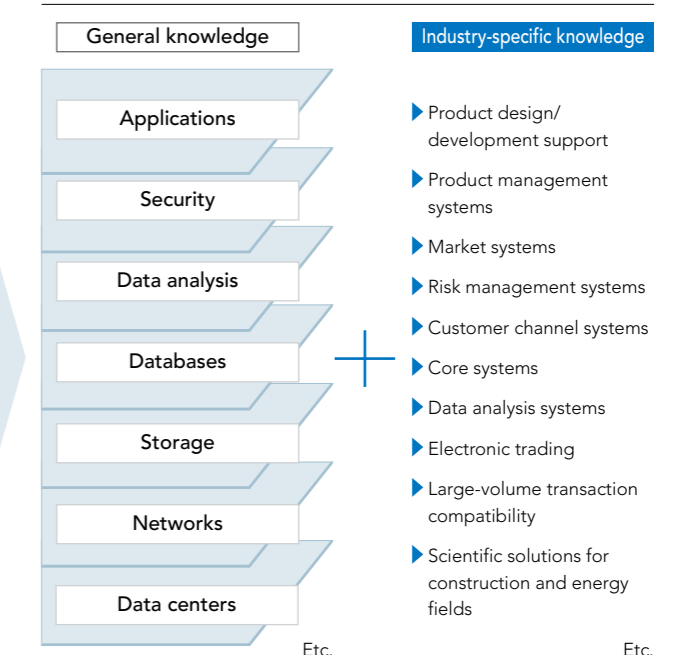 General knowledge
Applications
Security
Data analysis
Databases
Storage
Networks
Data centers
Etc.
Industry-specific knowledge
Product design/
development support
Product management
systems
Market systems
Risk management systems
Customer channel systems
Core systems
Data analysis systems
Electronic trading
Large-volume transaction
compatibility
Scientific solutions for
construction and energy
fields
Etc.